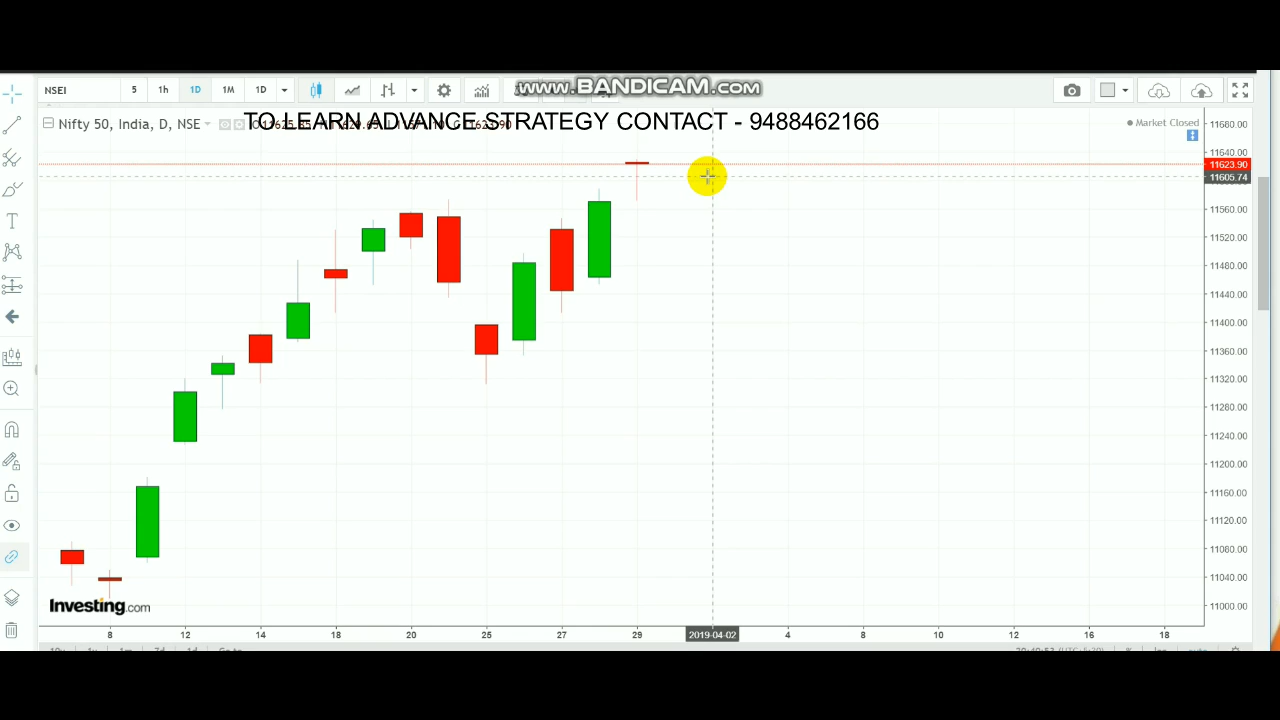 www.BANDICAM.com
NSEI 5 1h 1D 1M 1D
TO LEARN ADVANCE STRATEGY CONTACT - 9488462166
Nifty 50, India, D, NSE
Market Closed
11680.00
11640.00
11623.90
11605.74
11560.00
11520.00
11480.00
11440.00
11400.00
11360.00
11320.00
11280.00
11240.00
11200.00
11160.00
11120.00
11080.00
11040.00
11000.00
Investing.com
8 12 14 18 20 25 27 29 2019-04-02 4 8 10 12 16 18